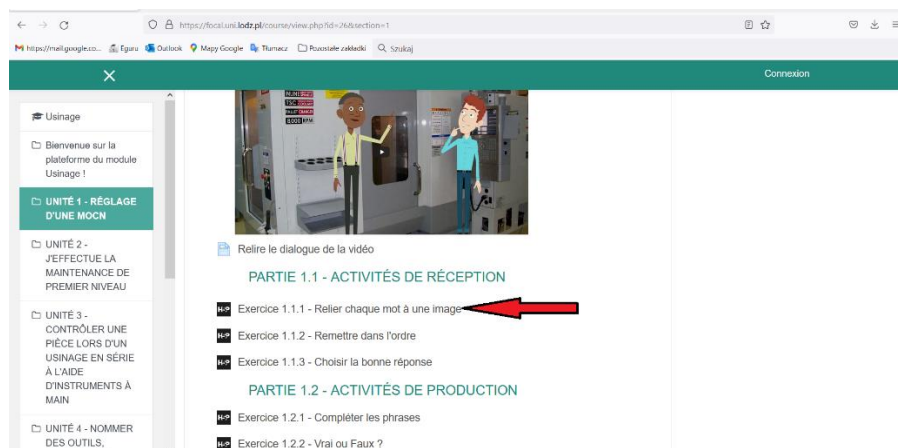 https://focal.uni.lodz.pl/course/view.php?id=26&section=1
https://mail.google.co... Eguru Outlook Mapy Google Tłumacz Pozostałe zakładki Szukaj
Connexion
Usinage
Bienvenue sur la
plateforme du module
Usinage !
UNITÉ 1 - RÉGLAGE
D'UNE MOCN
UNITÉ 2 -
J'EFFECTUE LA
MAINTENANCE DE
PREMIER NIVEAU
UNITÉ 3 -
CONTRÔLER UNE
PIÈCE LORS D'UN
USINAGE EN SÉRIE
À L'AIDE
D'INSTRUMENTS À
MAIN
UNITÉ 4 - NOMMER
DES OUTILS,
Relire le dialogue de la vidéo
PARTIE 1.1 - ACTIVITÉS DE RÉCEPTION
H-P Exercice 1.1.1 - Relier chaque mot à une image
H-P Exercice 1.1.2 - Remettre dans l'ordre
H-P Exercice 1.1.3 - Choisir la bonne réponse
PARTIE 1.2 - ACTIVITÉS DE PRODUCTION
H-P Exercice 1.2.1 - Compléter les phrases
H-P Exercice 1.2.2 - Vrai ou Faux ?